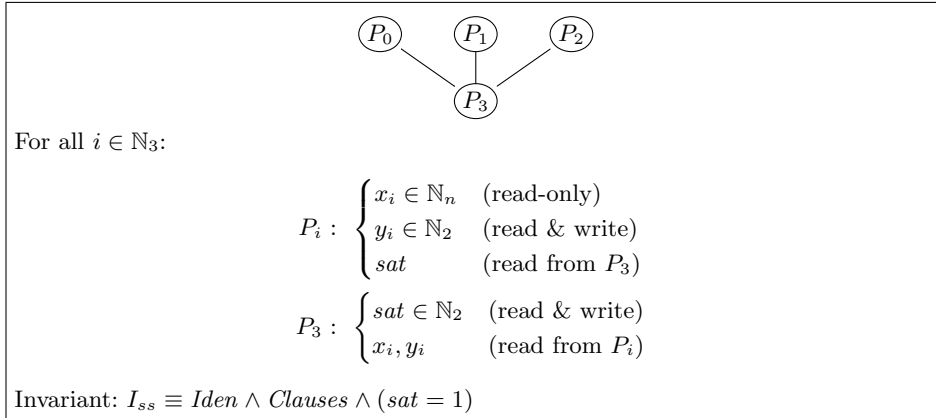 P₀ P₁ P₂
P₃
For all i ∈ ℕ₃:
xᵢ ∈ ℕₙ (read-only)
Pᵢ : { yᵢ ∈ ℕ₂ (read & write)
sat (read from P₃)
sat ∈ ℕ₂ (read & write)
P₃ : {
xᵢ, yᵢ (read from Pᵢ)
Invariant: Iₛₛ ≡ Iden ∧ Clauses ∧ (sat = 1)